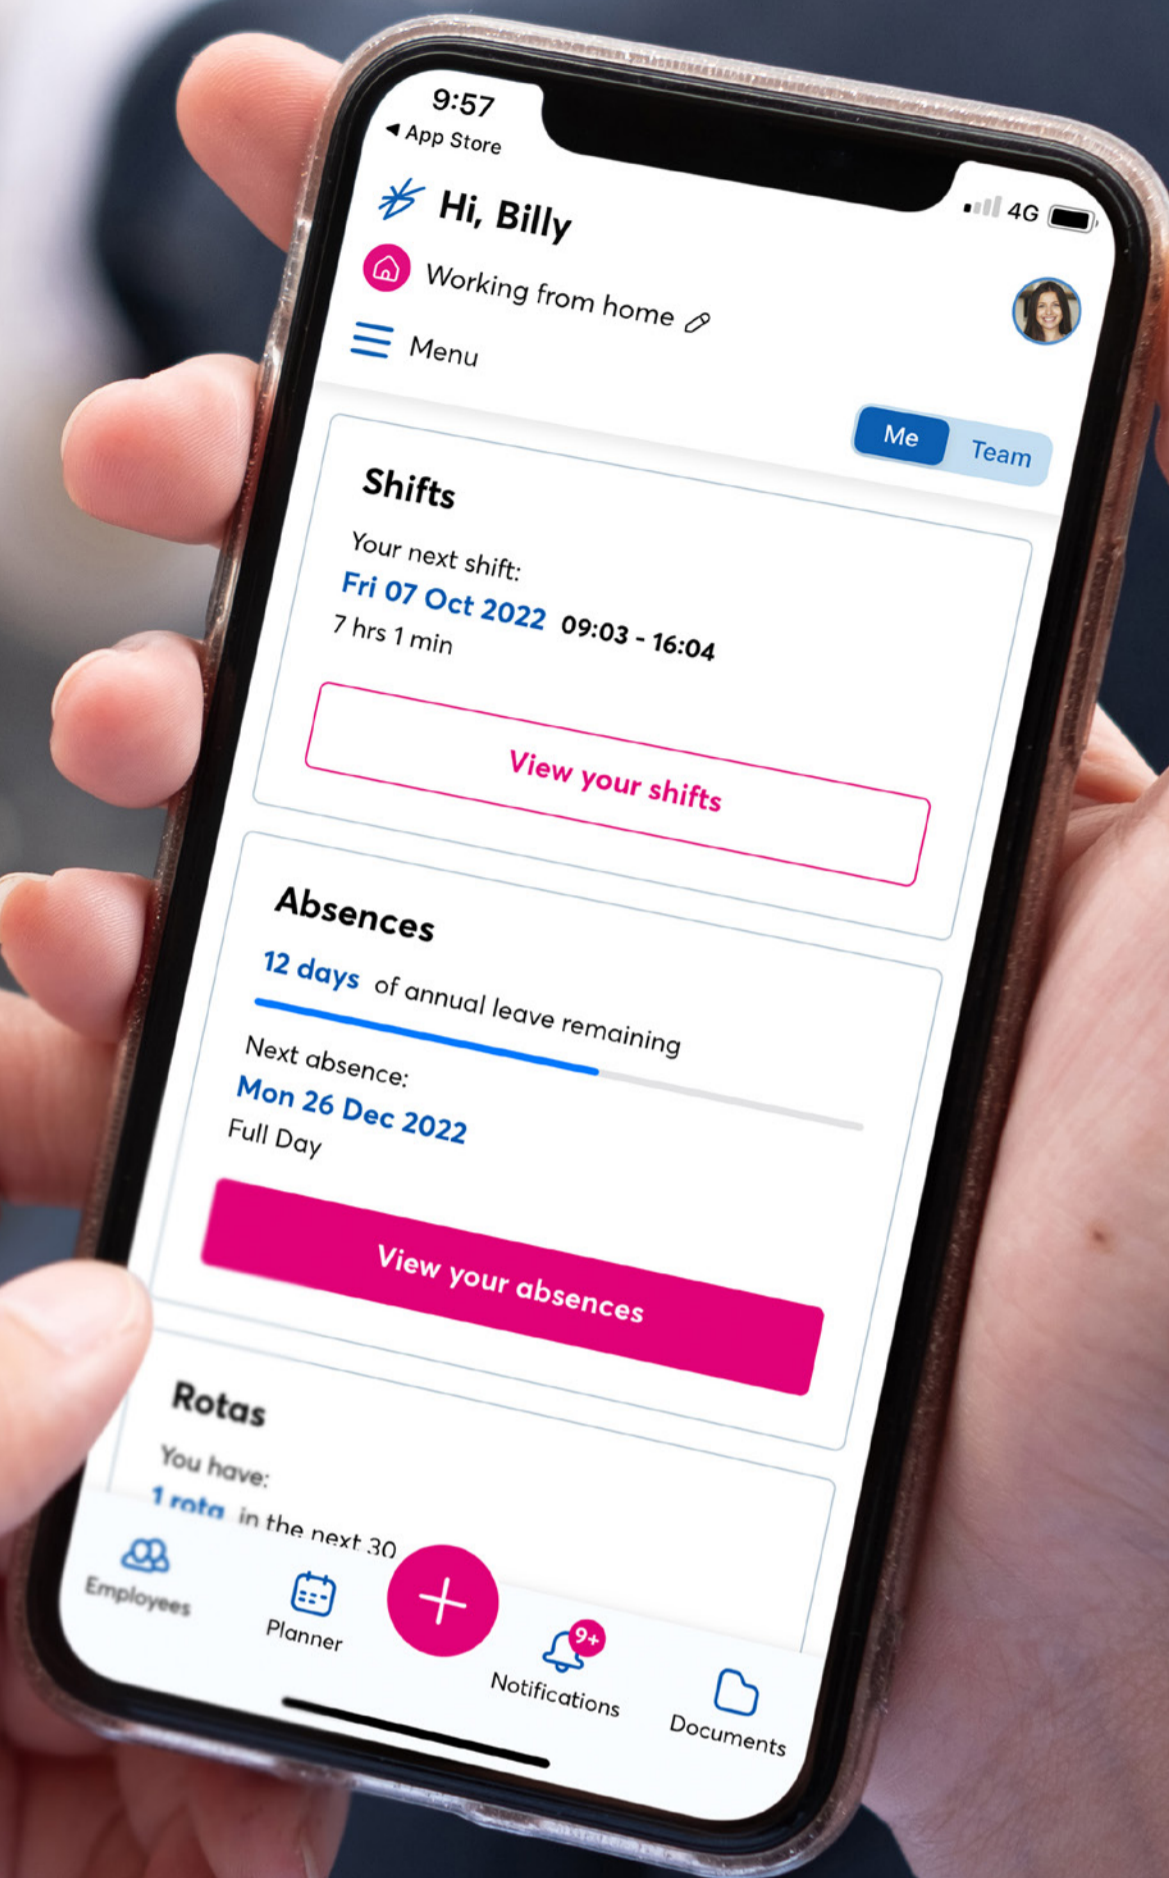 9:57
◀ App Store
4G
Hi, Billy
Working from home
Menu
Me Team
Shifts
Your next shift:
Fri 07 Oct 2022 09:03 - 16:04
7 hrs 1 min
View your shifts
Absences
12 days of annual leave remaining
Next absence:
Mon 26 Dec 2022
Full Day
View your absences
Rotas
You have:
1 rota in the next 30
Employees
Planner
9+
Notifications
Documents